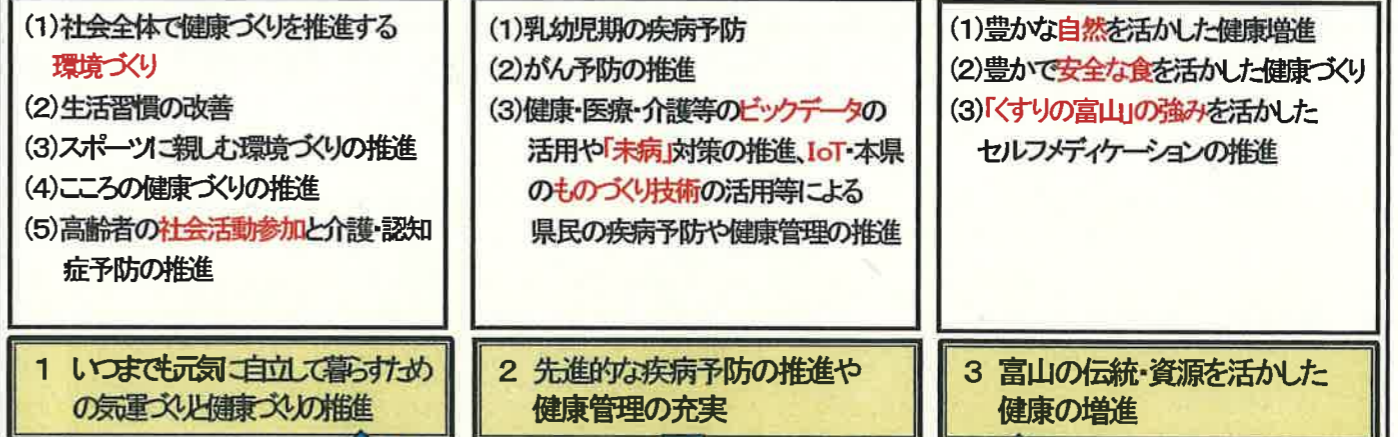 (1)社会全体で健康づくりを推進する
環境づくり
(2)生活習慣の改善
(3)スポーツに親しむ環境づくりの推進
(4)こころの健康づくりの推進
(5)高齢者の社会活動参加と介護・認知
症予防の推進
1 いつまでも元気に自立して暮らすため
の気運づくりと健康づくりの推進
(1)乳幼児期の疾病予防
(2)がん予防の推進
(3)健康・医療・介護等のビックデータの
活用や「未病」対策の推進、IoT・本県
のものづくり技術の活用等による
県民の疾病予防や健康管理の推進
2 先進的な疾病予防の推進や
健康管理の充実
(1)豊かな自然を活かした健康増進
(2)豊かで安全な食を活かした健康づくり
(3)「くすりの富山」の強みを活かした
セルフメディケーションの推進
3 富山の伝統・資源を活かした
健康の増進